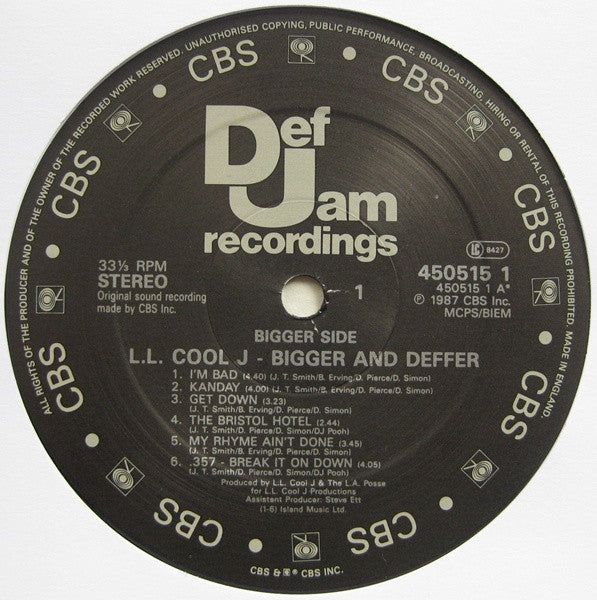 ALL RIGHTS OF THE PRODUCER AND OF THE OWNER OF THE RECORDED WORK RESERVED. UNAUTHORISED COPYING, PUBLIC PERFORMANCE, BROADCASTING, HIRING OR RENTAL OF THIS RECORDING PROHIBITED. MADE IN ENGLAND.
CBS
CBS
CBS
CBS
CBS
CBS
CBS
CBS
CBS
Def
Jam
recordings
33⅓ RPM
STEREO
Original sound recording
made by CBS Inc.
LC 8427
450515 1
450515 1 A*
℗ 1987 CBS Inc.
MCPS/BIEM
1
BIGGER SIDE
L.L. COOL J - BIGGER AND DEFFER
1. I'M BAD (4.40) (J. T. Smith/B. Erving/D. Pierce/D. Simon)
2. KANDAY (4.00) (J. T. Smith/B. Erving/D. Pierce/D. Simon)
3. GET DOWN (3.23)
(J. T. Smith/B. Erving/D. Pierce/D. Simon)
4. THE BRISTOL HOTEL (2.44)
(J. T. Smith/B. Erving/D. Pierce/D. Simon/DJ Pooh)
5. MY RHYME AIN'T DONE (3.45)
(J. T. Smith/B. Erving/D. Pierce/D. Simon)
6. .357 - BREAK IT ON DOWN (4.05)
(J. T. Smith/B. Erving/D. Pierce/D. Simon/DJ Pooh)
Produced by L.L. Cool J & The L.A. Posse
for L.L. Cool J Productions
Assistant Producer: Steve Ett
(1-6) Island Music Ltd.
CBS & ® CBS INC.